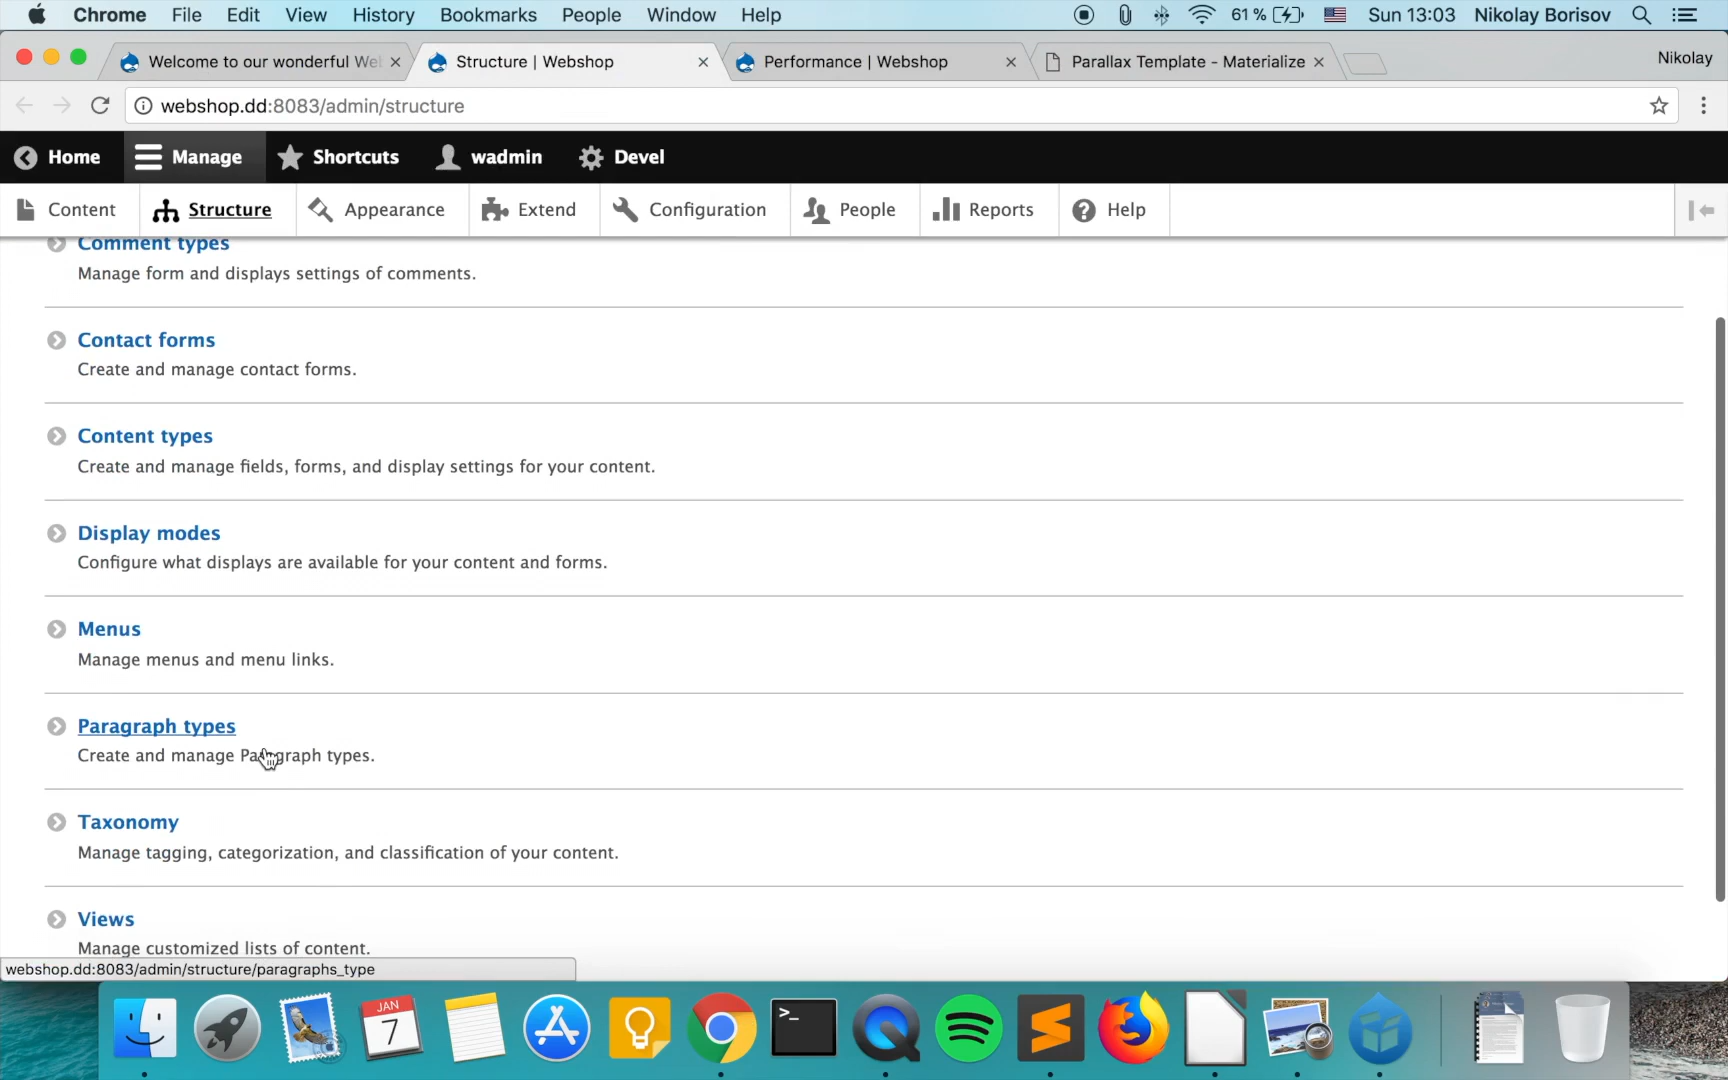 Chrome File Edit View History Bookmarks People Window Help 61 % Sun 13:03 Nikolay Borisov
Welcome to our wonderful We Structure | Webshop Performance | Webshop Parallax Template - Materialize Nikolay
webshop.dd:8083/admin/structure
Home Manage Shortcuts wadmin Devel
Content Structure Appearance Extend Configuration People Reports Help
Comment types
Manage form and displays settings of comments.
Contact forms
Create and manage contact forms.
Content types
Create and manage fields, forms, and display settings for your content.
Display modes
Configure what displays are available for your content and forms.
Menus
Manage menus and menu links.
Paragraph types
Create and manage Paragraph types.
Taxonomy
Manage tagging, categorization, and classification of your content.
Views
Manage customized lists of content.
webshop.dd:8083/admin/structure/paragraphs_type
JAN
7